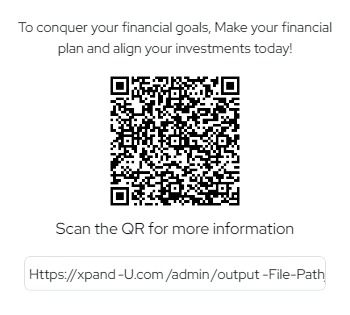 To conquer your financial goals, Make your financial
plan and align your investments today!
Scan the QR for more information
Https://xpand-U.com/admin/output-File-Path